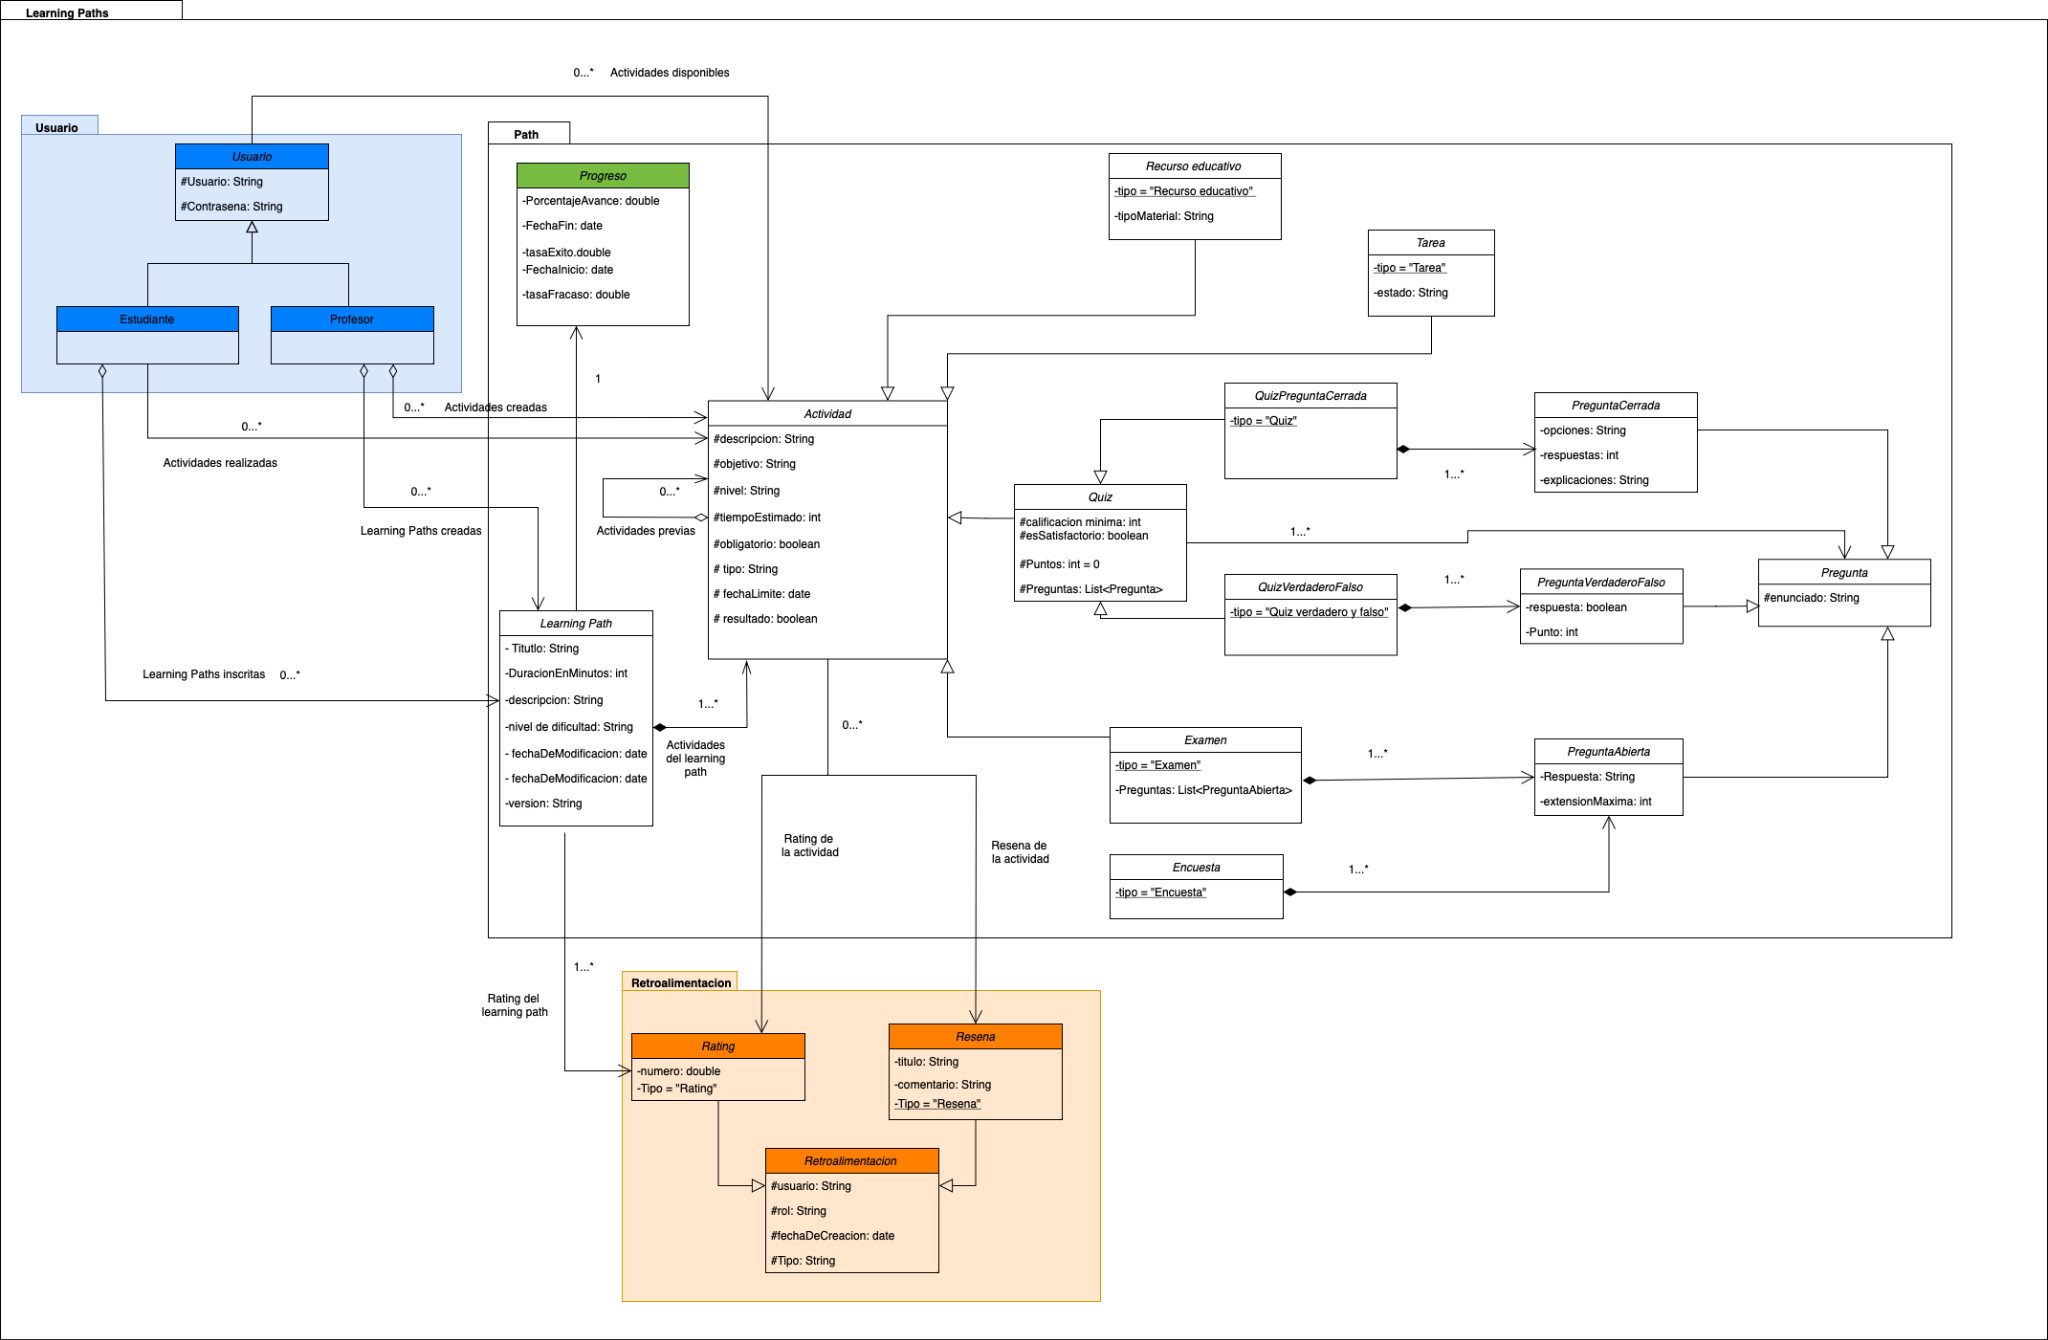 Learning Paths
0...* Actividades disponibles
Usuario
Usuario
#Usuario: String
#Contrasena: String
Estudiante
Profesor
0...* Actividades creadas
0...*
Actividades realizadas
0...*
Learning Paths creadas
Learning Paths inscritas 0...*
Path
Progreso
-PorcentajeAvance: double
-FechaFin: date
-tasaExito.double
-FechaInicio: date
-tasaFracaso: double
1
Recurso educativo
-tipo = "Recurso educativo"
-tipoMaterial: String
Tarea
-tipo = "Tarea"
-estado: String
Actividad
#descripcion: String
#objetivo: String
#nivel: String
#tiempoEstimado: int
#obligatorio: boolean
# tipo: String
# fechaLimite: date
# resultado: boolean
0...*
Actividades previas
QuizPreguntaCerrada
-tipo = "Quiz"
1...*
PreguntaCerrada
-opciones: String
-respuestas: int
-explicaciones: String
Quiz
#calificacion minima: int
#esSatisfactorio: boolean
#Puntos: int = 0
#Preguntas: List<Pregunta>
1...*
QuizVerdaderoFalso
-tipo = "Quiz verdadero y falso"
1...*
PreguntaVerdaderoFalso
-respuesta: boolean
-Punto: int
Pregunta
#enunciado: String
Learning Path
- Titutlo: String
-DuracionEnMinutos: int
-descripcion: String
-nivel de dificultad: String
- fechaDeModificacion: date
- fechaDeModificacion: date
-version: String
1...*
Actividades
del learning
path
0...*
Examen
-tipo = "Examen"
-Preguntas: List<PreguntaAbierta>
1...*
PreguntaAbierta
-Respuesta: String
-extensionMaxima: int
Encuesta
-tipo = "Encuesta"
1...*
Rating de
la actividad
Resena de
la actividad
1...*
Rating del
learning path
Retroalimentacion
Rating
-numero: double
-Tipo = "Rating"
Resena
-titulo: String
-comentario: String
-Tipo = "Resena"
Retroalimentacion
#usuario: String
#rol: String
#fechaDeCreacion: date
#Tipo: String